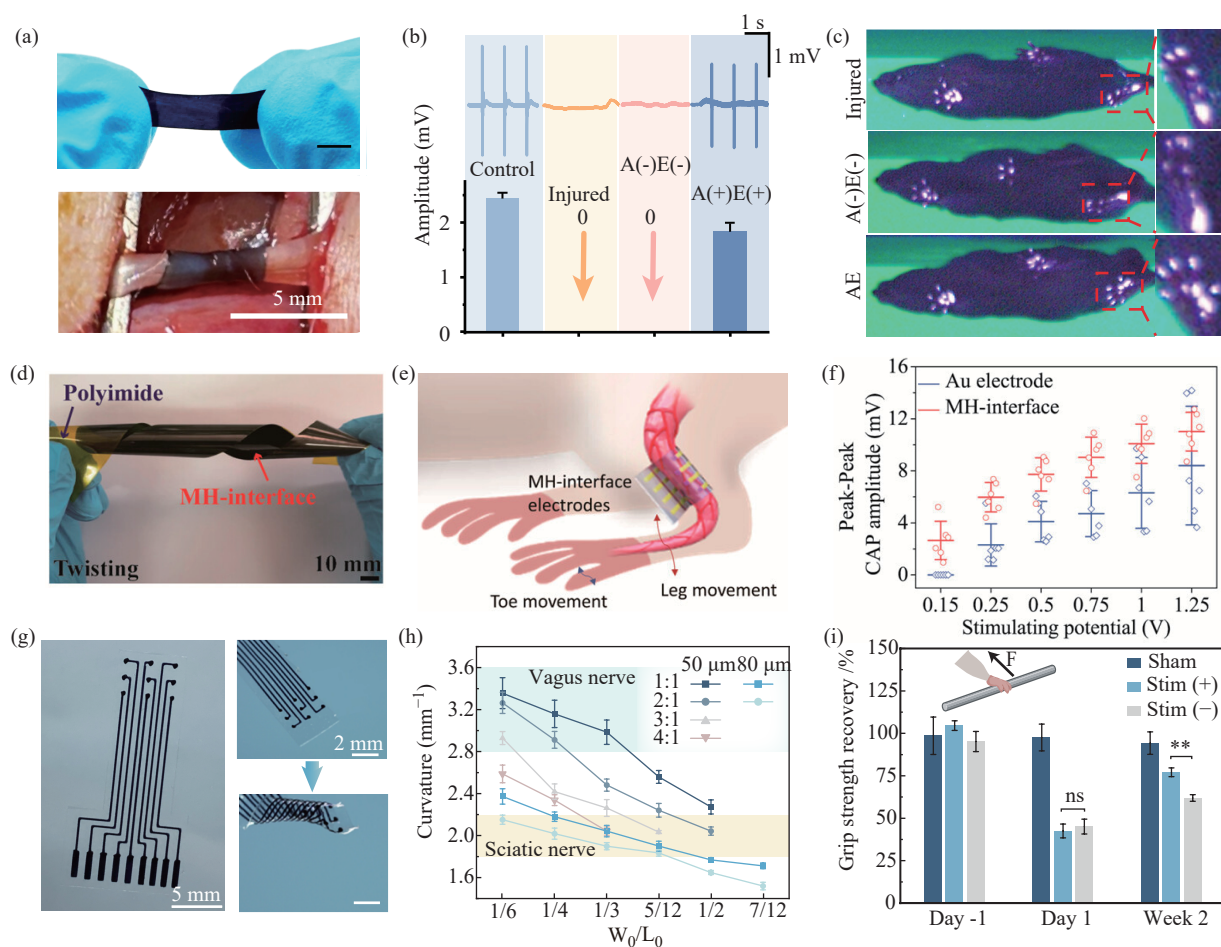 (a)
5 mm
(b)
1 s
1 mV
Amplitude (mV)
2
1
0
Control
Injured
0
A(-)E(-)
0
A(+)E(+)
(c)
Injured
A(-)E(-)
AE
(d)
Polyimide
MH-interface
Twisting
10 mm
(e)
MH-interface
electrodes
Toe movement
Leg movement
(f)
Peak-Peak
CAP amplitude (mV)
16
12
8
4
0
Au electrode
MH-interface
0.15
0.25
0.5
0.75
1
1.25
Stimulating potential (V)
(g)
5 mm
2 mm
(h)
Curvature (mm⁻¹)
3.6
3.2
2.8
2.4
2.0
1.6
Vagus nerve
50 μm 80 μm
1:1
2:1
3:1
4:1
Sciatic nerve
1/6
1/4
1/3
5/12
1/2
7/12
W₀/L₀
(i)
Grip strength recovery /%
150
125
100
75
50
25
0
F
Sham
Stim (+)
Stim (−)
ns
**
Day -1
Day 1
Week 2